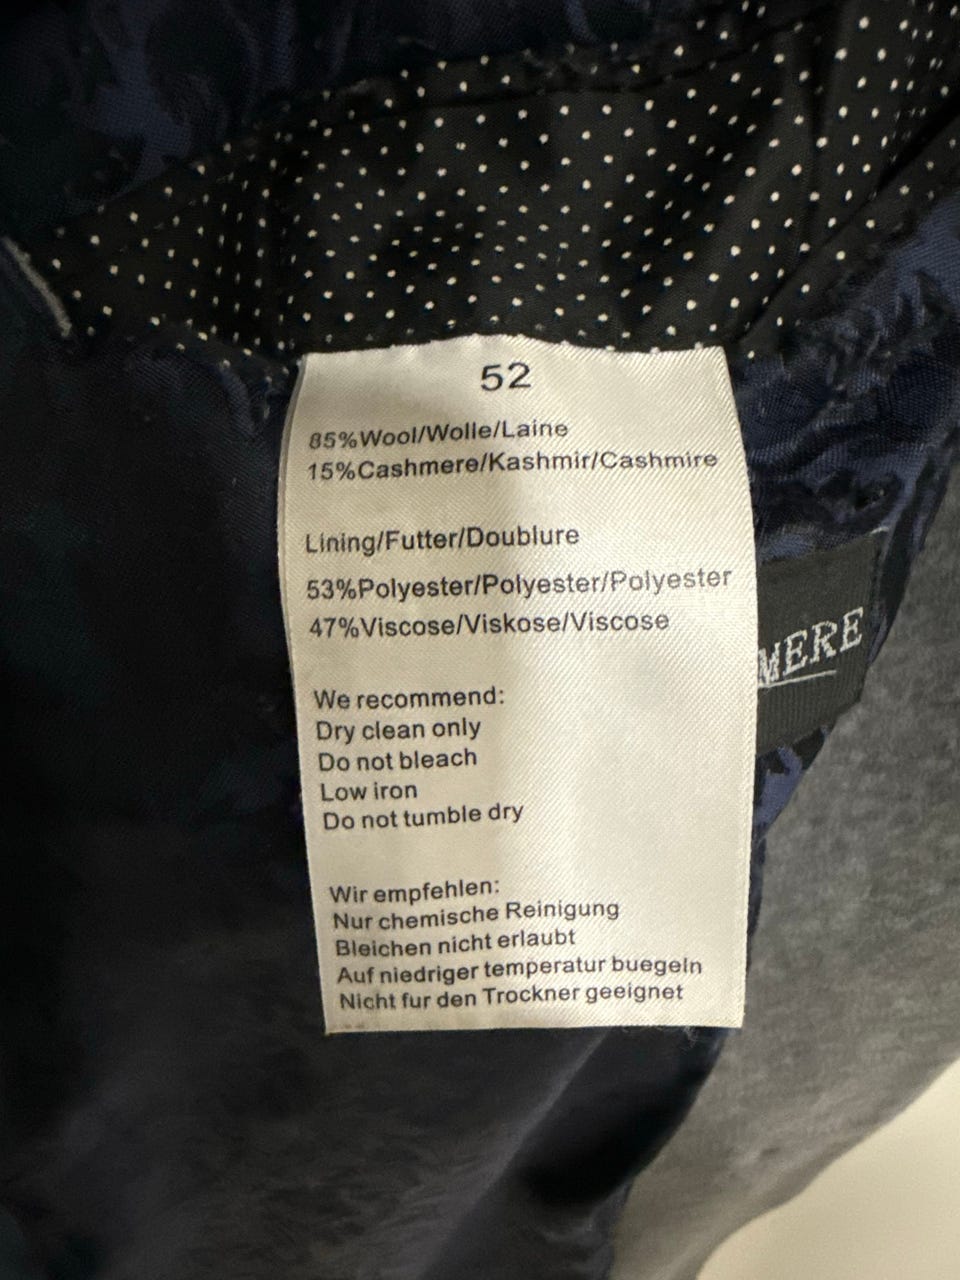 52
85%Wool/Wolle/Laine
15%Cashmere/Kashmir/Cashmire
Lining/Futter/Doublure
53%Polyester/Polyester/Polyester
47%Viscose/Viskose/Viscose
We recommend:
Dry clean only
Do not bleach
Low iron
Do not tumble dry
Wir empfehlen:
Nur chemische Reinigung
Bleichen nicht erlaubt
Auf niedriger temperatur buegeln
Nicht fur den Trockner geeignet
MERE